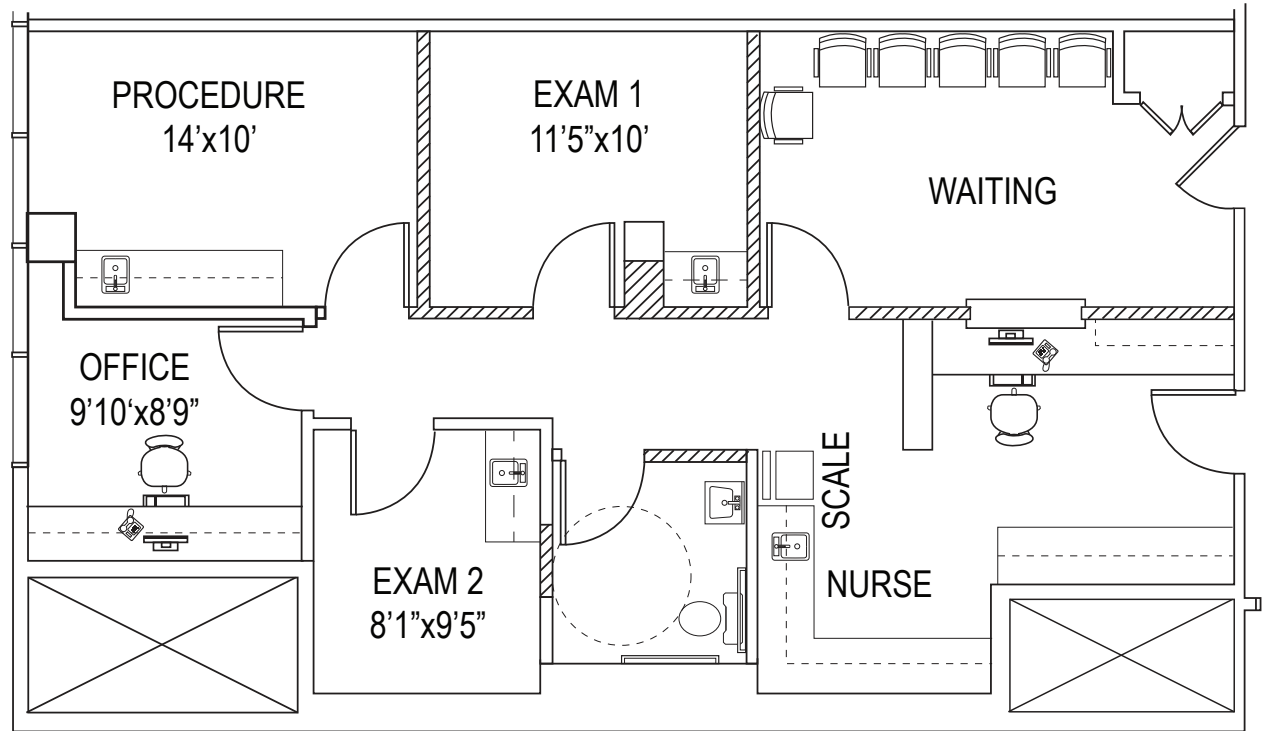 PROCEDURE
14’x10’
EXAM 1
11’5”x10’
WAITING
OFFICE
9’10‘x8’9”
SCALE
EXAM 2
8’1”x9’5”
NURSE